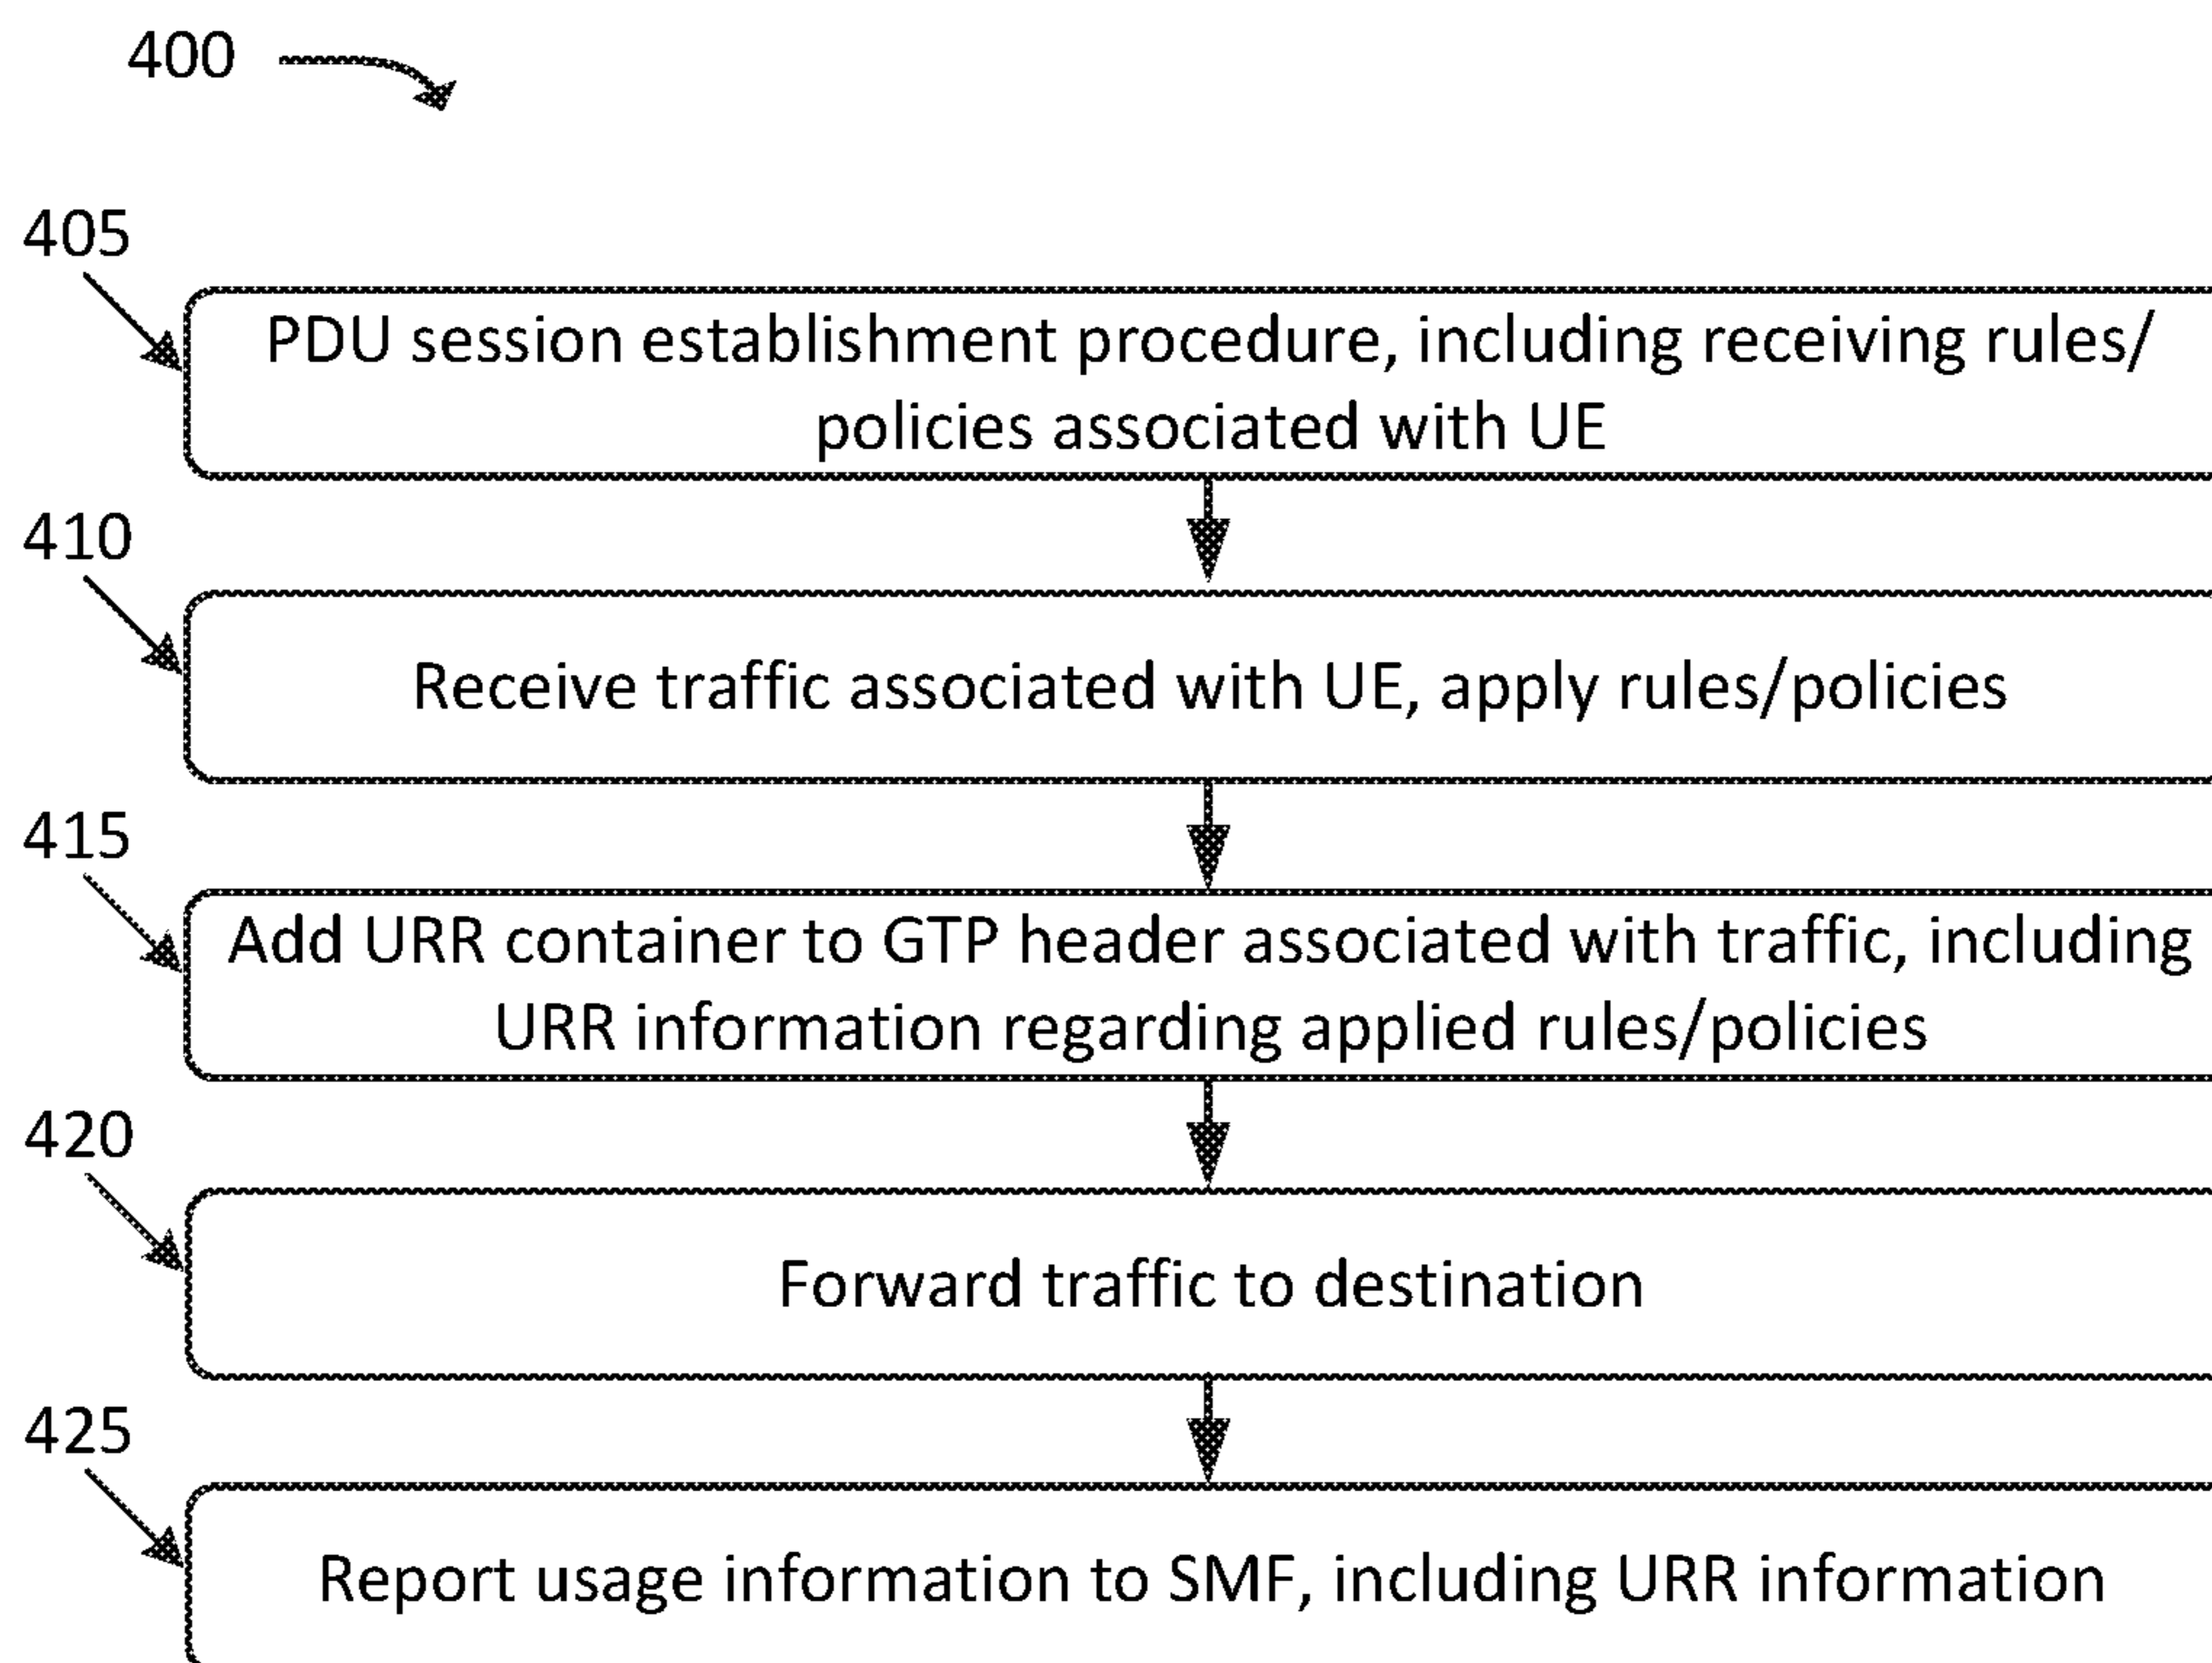 400
405
PDU session establishment procedure, including receiving rules/
policies associated with UE
410
Receive traffic associated with UE, apply rules/policies
415
Add URR container to GTP header associated with traffic, including
URR information regarding applied rules/policies
420
Forward traffic to destination
425
Report usage information to SMF, including URR information